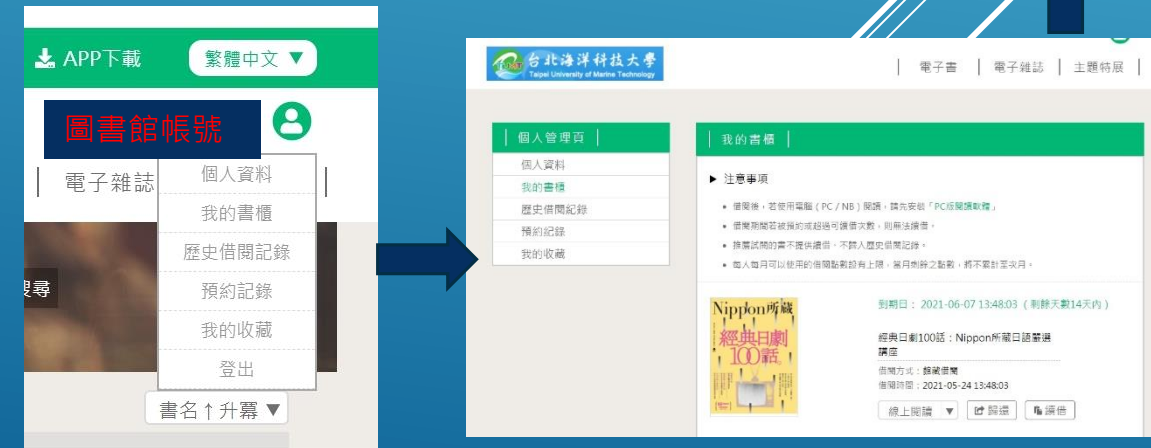 APP下載
繁體中文 ▼
圖書館帳號
電子雜誌
搜尋
個人資料
我的書櫃
歷史借閱記錄
預約記錄
我的收藏
登出
書名↑升冪 ▼
台北海洋科技大學
Taipei University of Marine Technology
電子書
電子雜誌
主題特展
個人管理頁
個人資料
我的書櫃
歷史借閱紀錄
預約紀錄
我的收藏
我的書櫃
▶ 注意事項
• 借閱後，若使用電腦 ( PC / NB ) 閱讀，請先安裝「PC版閱讀軟體」
• 借閱期間若被預約或超過可續借次數，則無法續借。
• 推薦試閱的書不提供續借、不歸入歷史借閱記錄。
• 每人每月可以使用的借閱點數設有上限，當月剩餘之點數，將不累計至次月。
Nippon所藏
經典日劇
100話
到期日： 2021-06-07 13:48:03 ( 剩餘天數14天內 )
經典日劇100話：Nippon所藏日語嚴選
講座
借閱方式：館藏借閱
借閱時間：2021-05-24 13:48:03
線上閱讀 ▼
歸還
續借